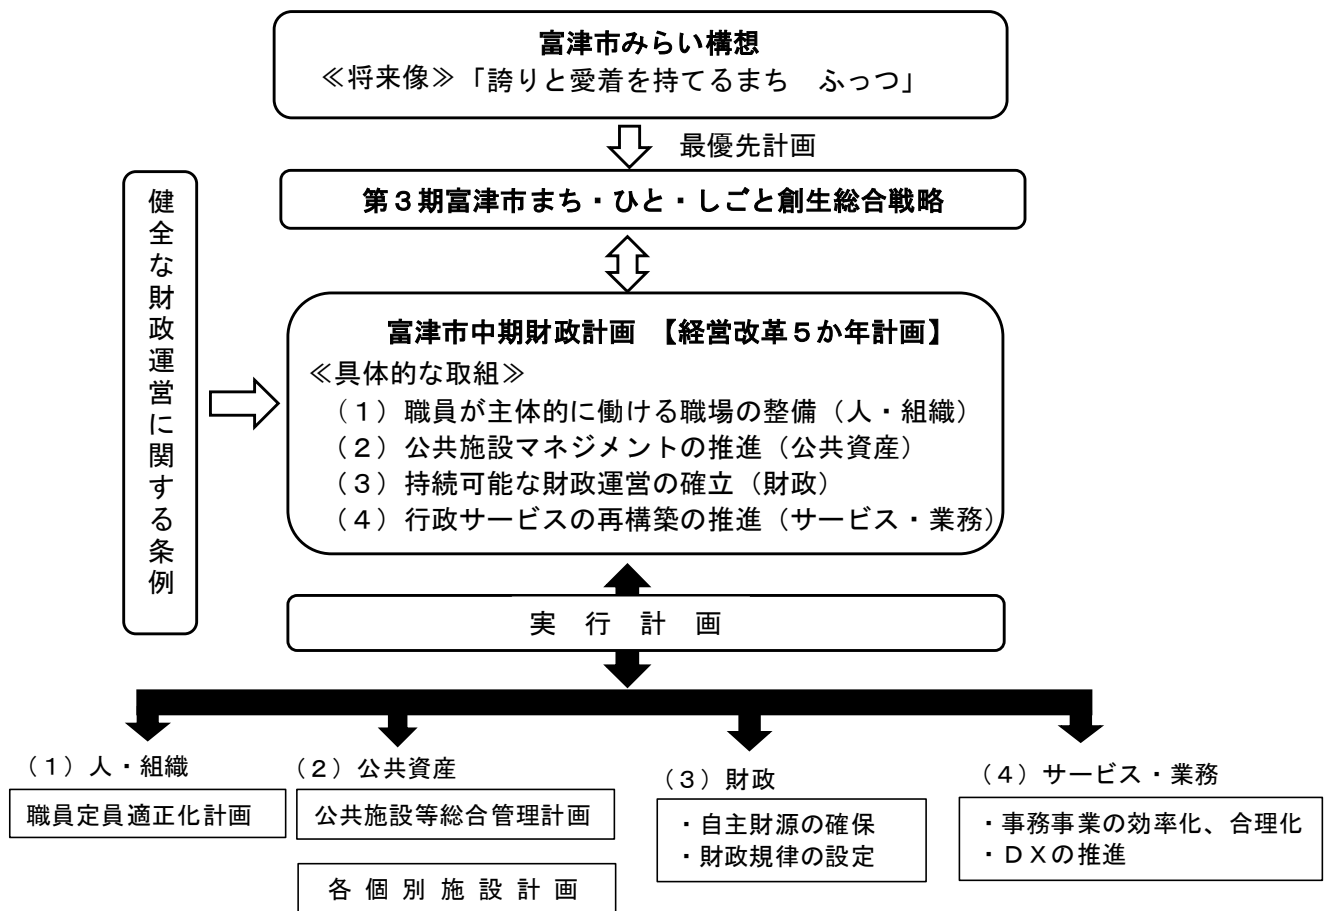 富津市みらい構想
≪将来像≫「誇りと愛着を持てるまち　ふっつ」
最優先計画
第３期富津市まち・ひと・しごと創生総合戦略
健全な財政運営に関する条例
富津市中期財政計画　【経営改革５か年計画】
≪具体的な取組≫
（１）職員が主体的に働ける職場の整備（人・組織）
（２）公共施設マネジメントの推進（公共資産）
（３）持続可能な財政運営の確立（財政）
（４）行政サービスの再構築の推進（サービス・業務）
実　行　計　画
（１）人・組織
職員定員適正化計画
（２）公共資産
公共施設等総合管理計画
各 個 別 施 設 計 画
（３）財政
・自主財源の確保
・財政規律の設定
（４）サービス・業務
・事務事業の効率化、合理化
・ＤＸの推進